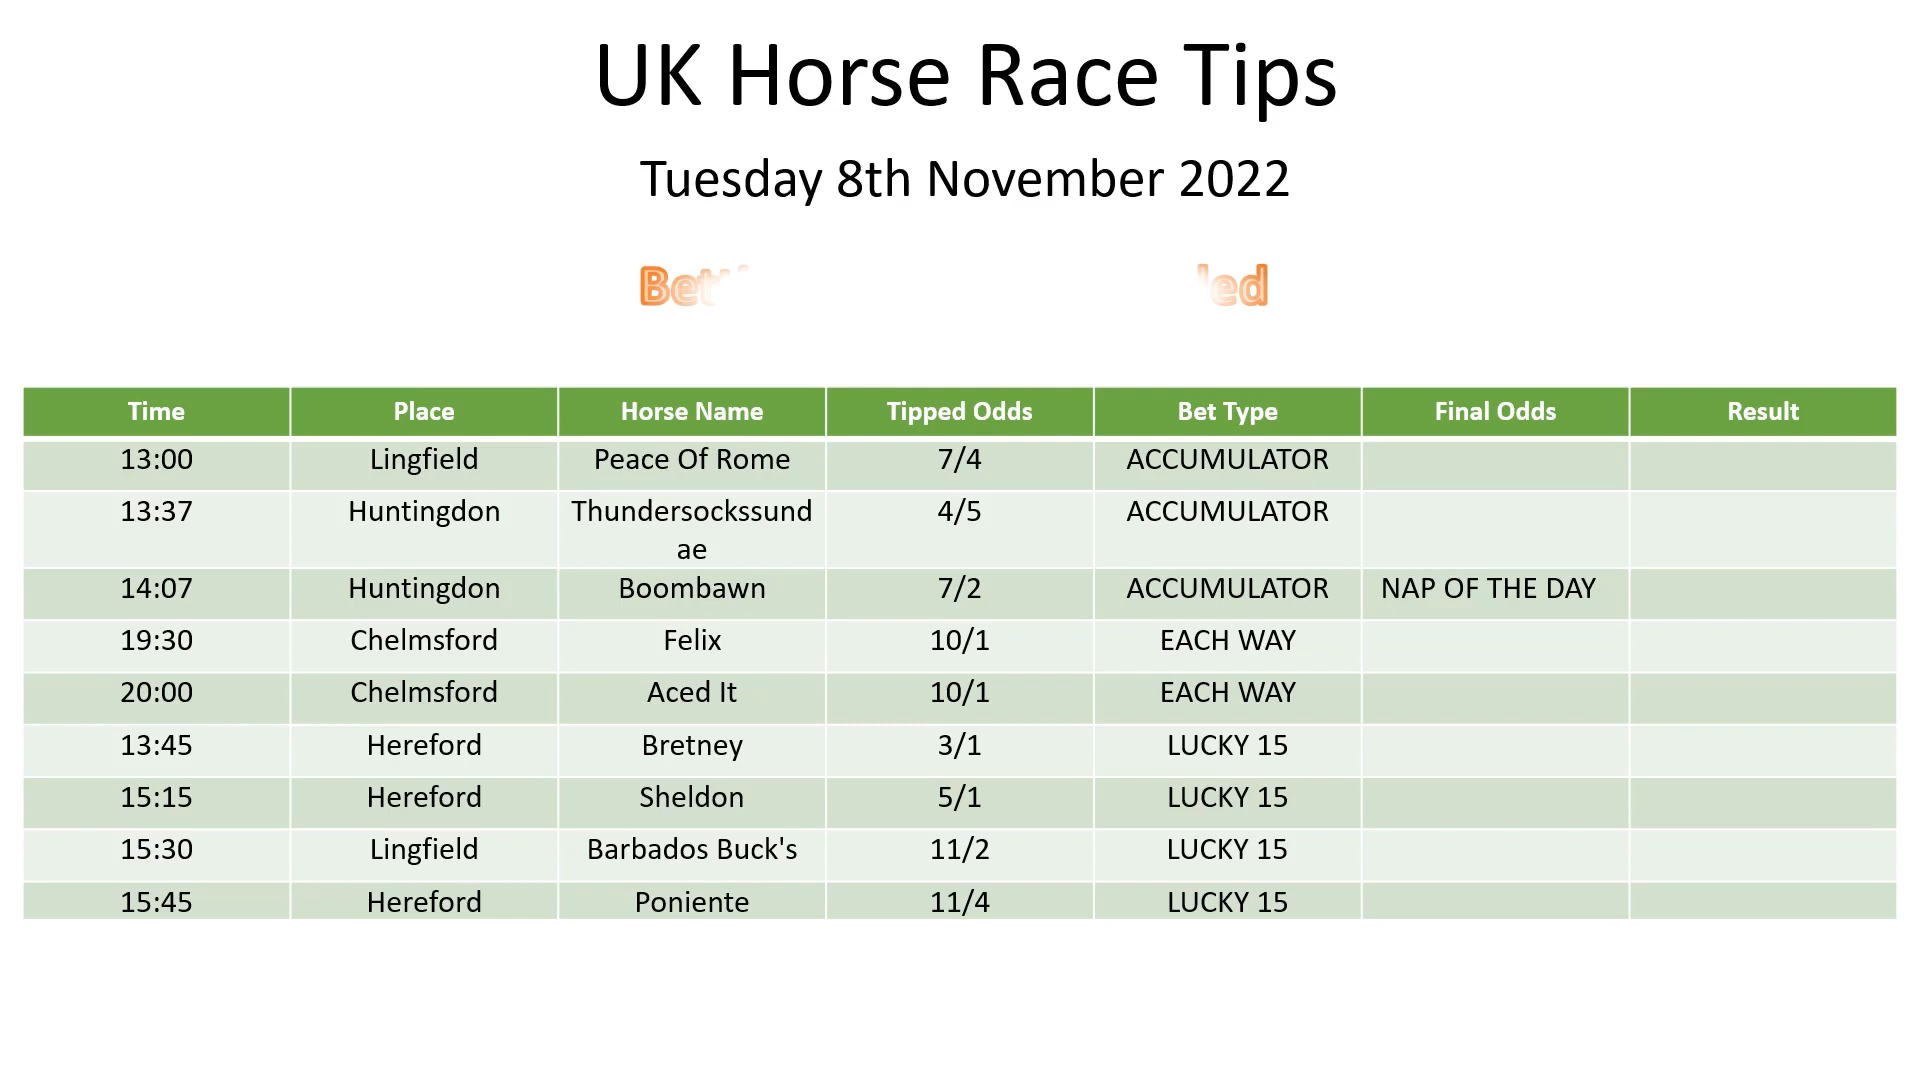 UK Horse Race Tips
Tuesday 8th November 2022
Time Place Horse Name Tipped Odds Bet Type Final Odds Result
13:00 Lingfield Peace Of Rome 7/4 ACCUMULATOR
13:37 Huntingdon Thundersockssund 4/5 ACCUMULATOR
ae
14:07 Huntingdon Boombawn 7/2 ACCUMULATOR NAP OF THE DAY
19:30 Chelmsford Felix 10/1 EACH WAY
20:00 Chelmsford Aced It 10/1 EACH WAY
13:45 Hereford Bretney 3/1 LUCKY 15
15:15 Hereford Sheldon 5/1 LUCKY 15
15:30 Lingfield Barbados Buck's 11/2 LUCKY 15
15:45 Hereford Poniente 11/4 LUCKY 15